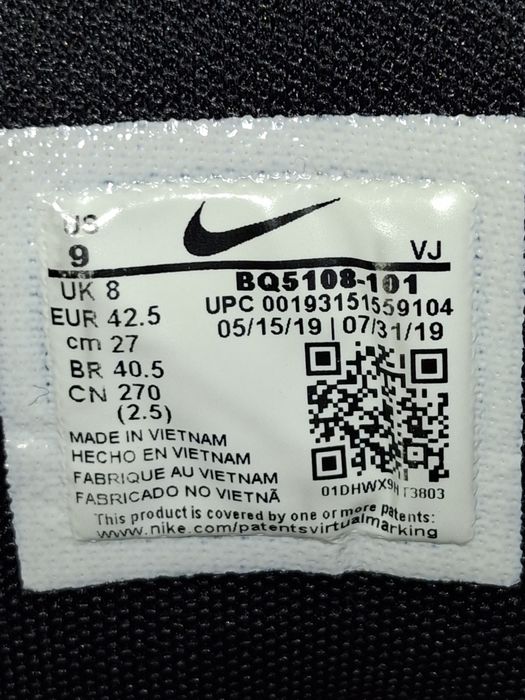 US
9
VJ
BQ5108-101
UK 8
UPC 00193151559104
EUR 42.5
05/15/19 | 07/31/19
cm 27
BR 40.5
CN 270
(2.5)
MADE IN VIETNAM
HECHO EN VIETNAM
FABRIQUE AU VIETNAM
FABRICADO NO VIETNÃ
This product is covered by one or more patents:
www.nike.com/patentsvirtualmarking